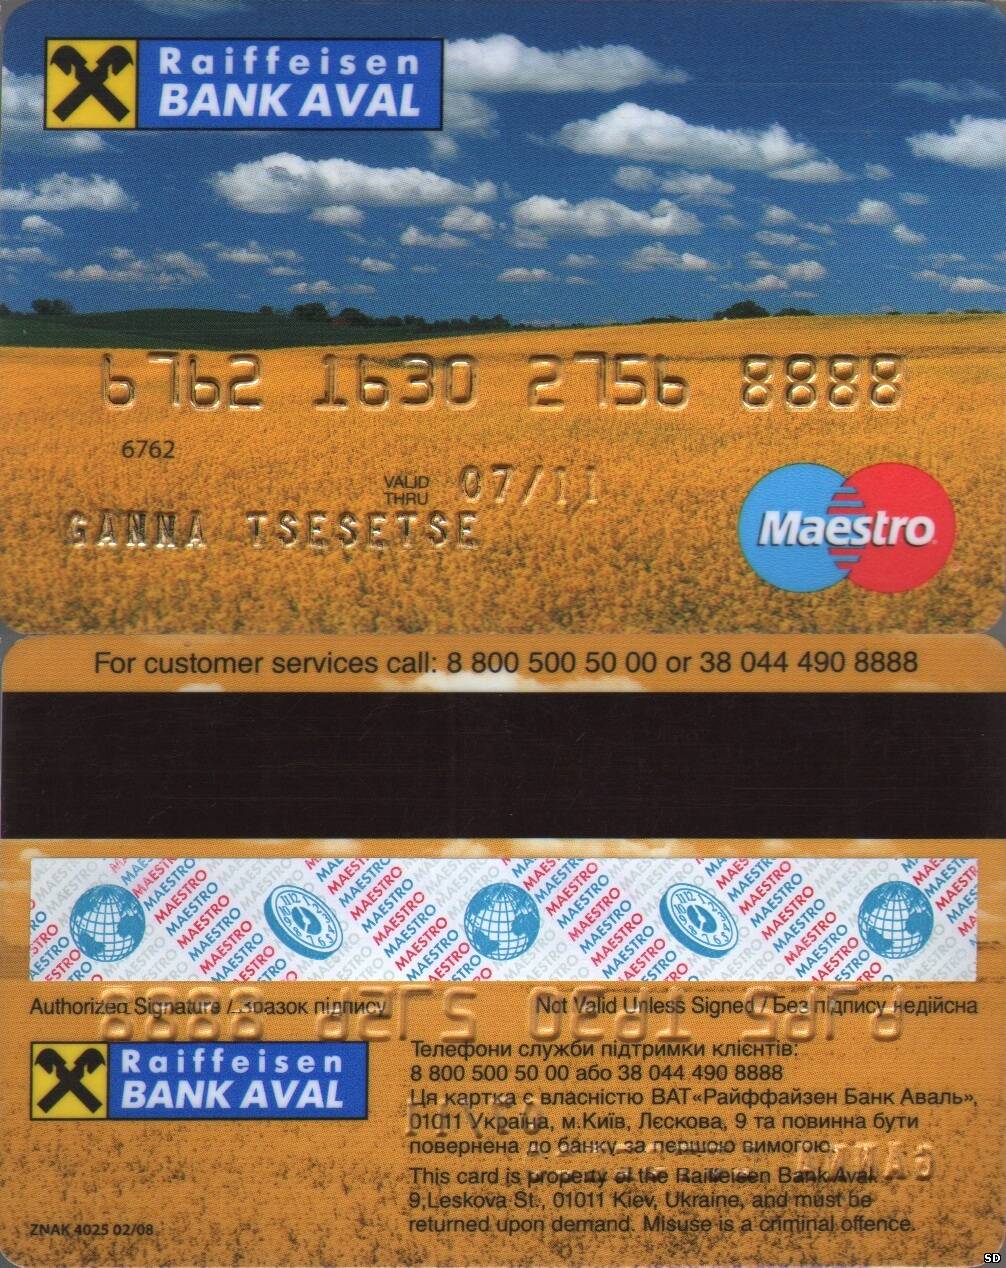 Raiffeisen
BANK AVAL
6762 1630 2756 8888
6762
VALID
THRU 07/11
GANNA TSESETSE
Maestro
For customer services call: 8 800 500 50 00 or 38 044 490 8888
Authorized Signature / Зразок підпису
Not Valid Unless Signed / Без підпису недійсна
Raiffeisen
BANK AVAL
Телефони служби підтримки клієнтів:
8 800 500 50 00 або 38 044 490 8888
Ця картка є власністю ВАТ«Райффайзен Банк Аваль»,
01011 Україна, м.Київ, Лєскова, 9 та повинна бути
повернена до банку за першою вимогою.
This card is property of the Raiffeisen Bank Aval
9,Leskova St., 01011 Kiev, Ukraine, and must be
returned upon demand. Misuse is a criminal offence.
ZNAK 4025 02/08
SD